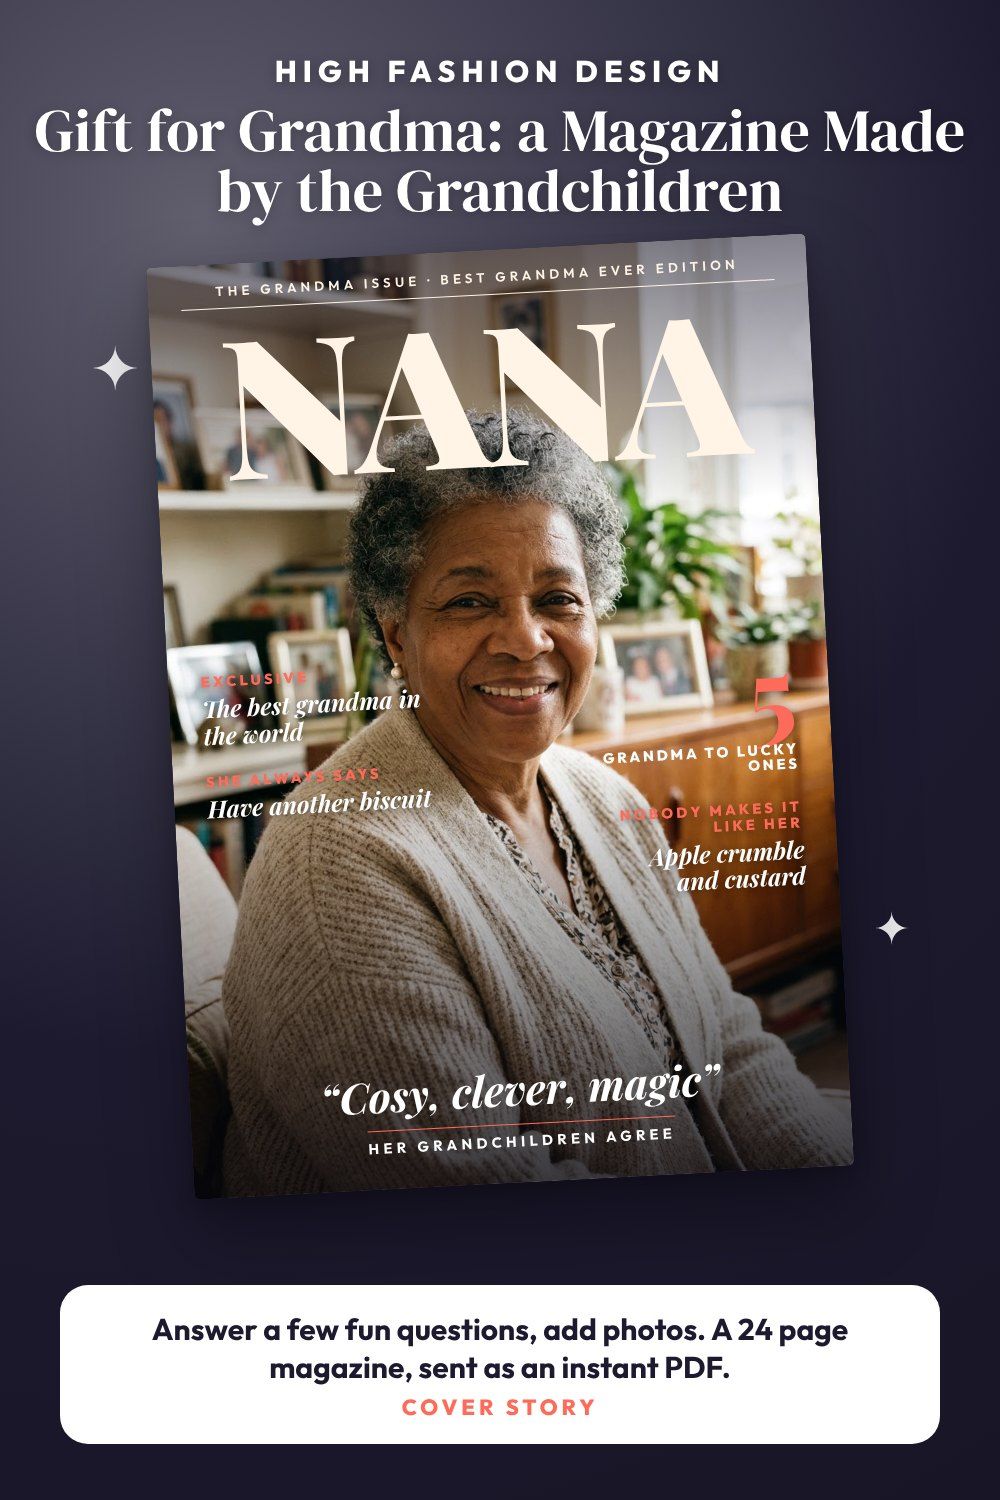 HIGH FASHION DESIGN
Gift for Grandma: a Magazine Made
by the Grandchildren
THE GRANDMA ISSUE · BEST GRANDMA EVER EDITION
NANA
EXCLUSIVE
The best grandma in
the world
SHE ALWAYS SAYS
Have another biscuit
5
GRANDMA TO LUCKY
ONES
NOBODY MAKES IT
LIKE HER
Apple crumble
and custard
“Cosy, clever, magic”
HER GRANDCHILDREN AGREE
Answer a few fun questions, add photos. A 24 page
magazine, sent as an instant PDF.
COVER STORY